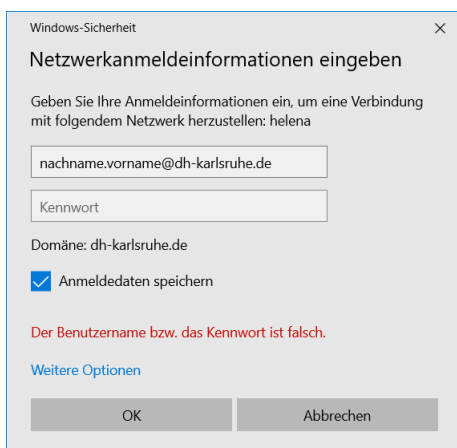 Windows-Sicherheit
Netzwerkanmeldeinformationen eingeben
Geben Sie Ihre Anmeldeinformationen ein, um eine Verbindung
mit folgendem Netzwerk herzustellen: helena
nachname.vorname@dh-karlsruhe.de
Kennwort
Domäne: dh-karlsruhe.de
Anmeldedaten speichern
Der Benutzername bzw. das Kennwort ist falsch.
Weitere Optionen
OK Abbrechen